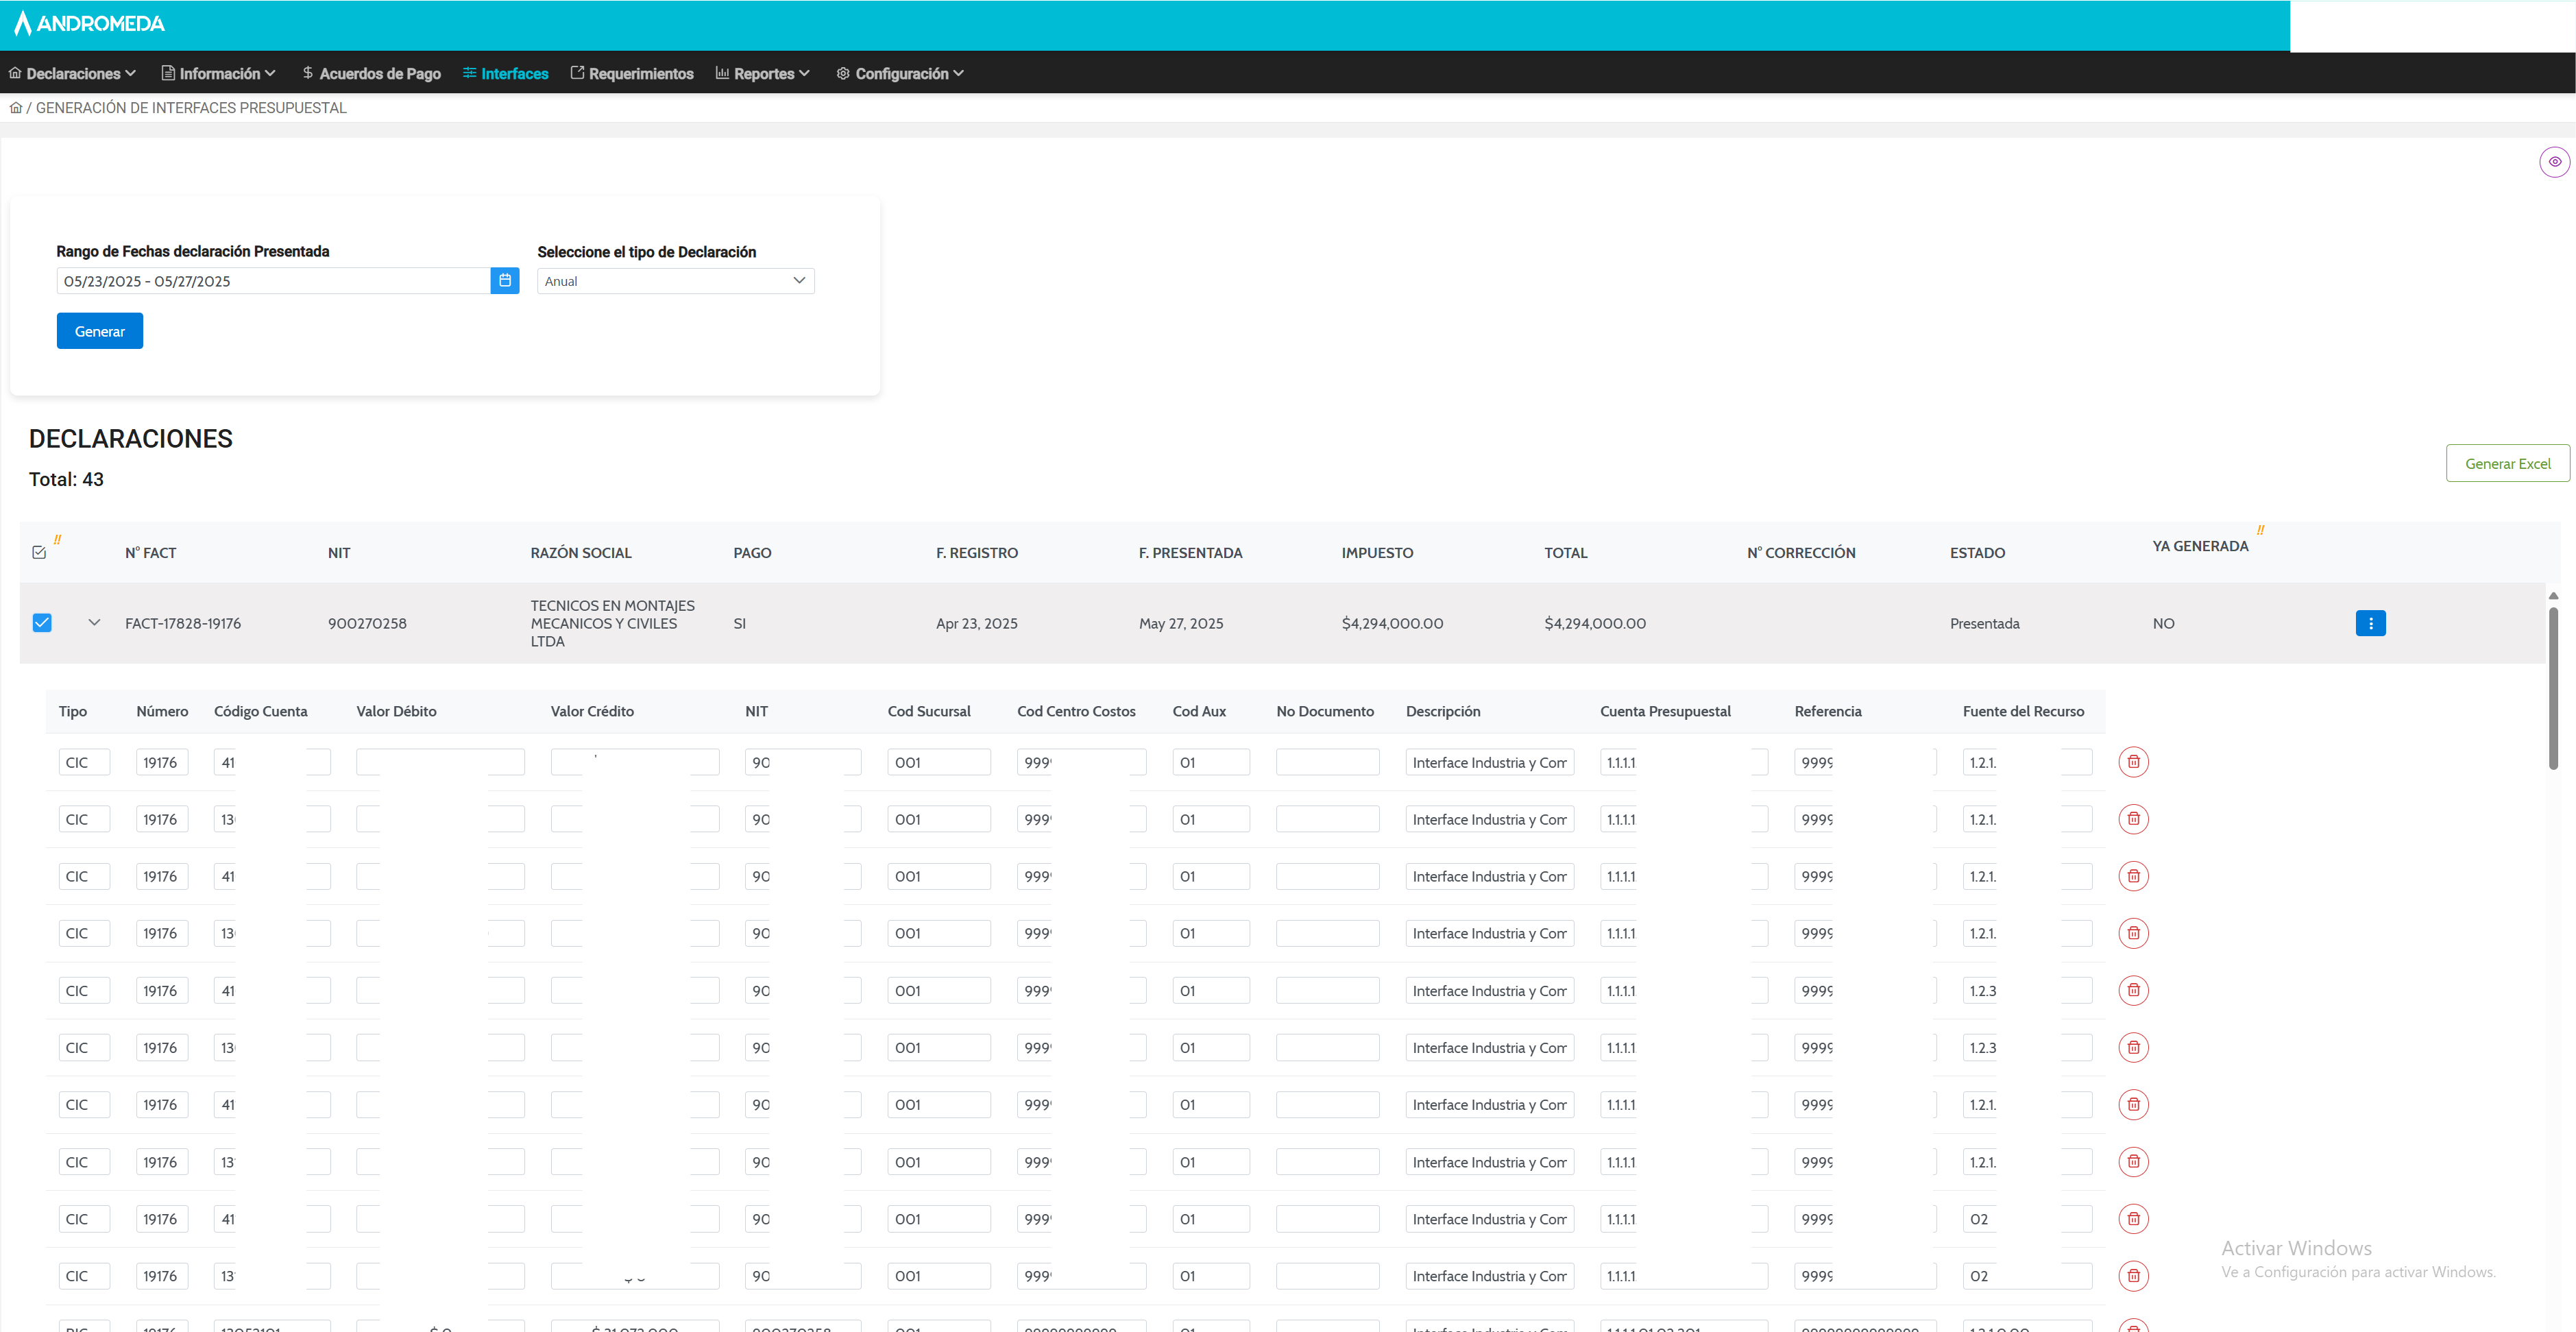 ANDROMEDA
Declaraciones Información $ Acuerdos de Pago Interfaces Requerimientos Reportes Configuración
/ GENERACIÓN DE INTERFACES PRESUPUESTAL
Rango de Fechas declaración Presentada Seleccione el tipo de Declaración
05/23/2025 - 05/27/2025 Anual
Generar
DECLARACIONES
Total: 43
Generar Excel
!! N° FACT NIT RAZÓN SOCIAL PAGO F. REGISTRO F. PRESENTADA IMPUESTO TOTAL N° CORRECCIÓN ESTADO YA GENERADA !!
FACT-17828-19176 900270258 TECNICOS EN MONTAJES MECANICOS Y CIVILES LTDA SI Apr 23, 2025 May 27, 2025 $4,294,000.00 $4,294,000.00 Presentada NO
Tipo Número Código Cuenta Valor Débito Valor Crédito NIT Cod Sucursal Cod Centro Costos Cod Aux No Documento Descripción Cuenta Presupuestal Referencia Fuente del Recurso
CIC 19176 41 90 001 999 01 Interface Industria y Com 1.1.1.1 9999 1.2.1.
CIC 19176 13 90 001 999 01 Interface Industria y Com 1.1.1.1 9999 1.2.1.
CIC 19176 41 90 001 999 01 Interface Industria y Com 1.1.1.1 9999 1.2.1.
CIC 19176 13 90 001 999 01 Interface Industria y Com 1.1.1.1 9999 1.2.1.
CIC 19176 41 90 001 999 01 Interface Industria y Com 1.1.1.1 9999 1.2.3
CIC 19176 13 90 001 999 01 Interface Industria y Com 1.1.1.1 9999 1.2.3
CIC 19176 41 90 001 999 01 Interface Industria y Com 1.1.1.1 9999 1.2.1.
CIC 19176 13 90 001 999 01 Interface Industria y Com 1.1.1.1 9999 1.2.1.
CIC 19176 41 90 001 999 01 Interface Industria y Com 1.1.1.1 9999 02
CIC 19176 13 90 001 999 01 Interface Industria y Com 1.1.1.1 9999 02
Activar Windows
Ve a Configuración para activar Windows.